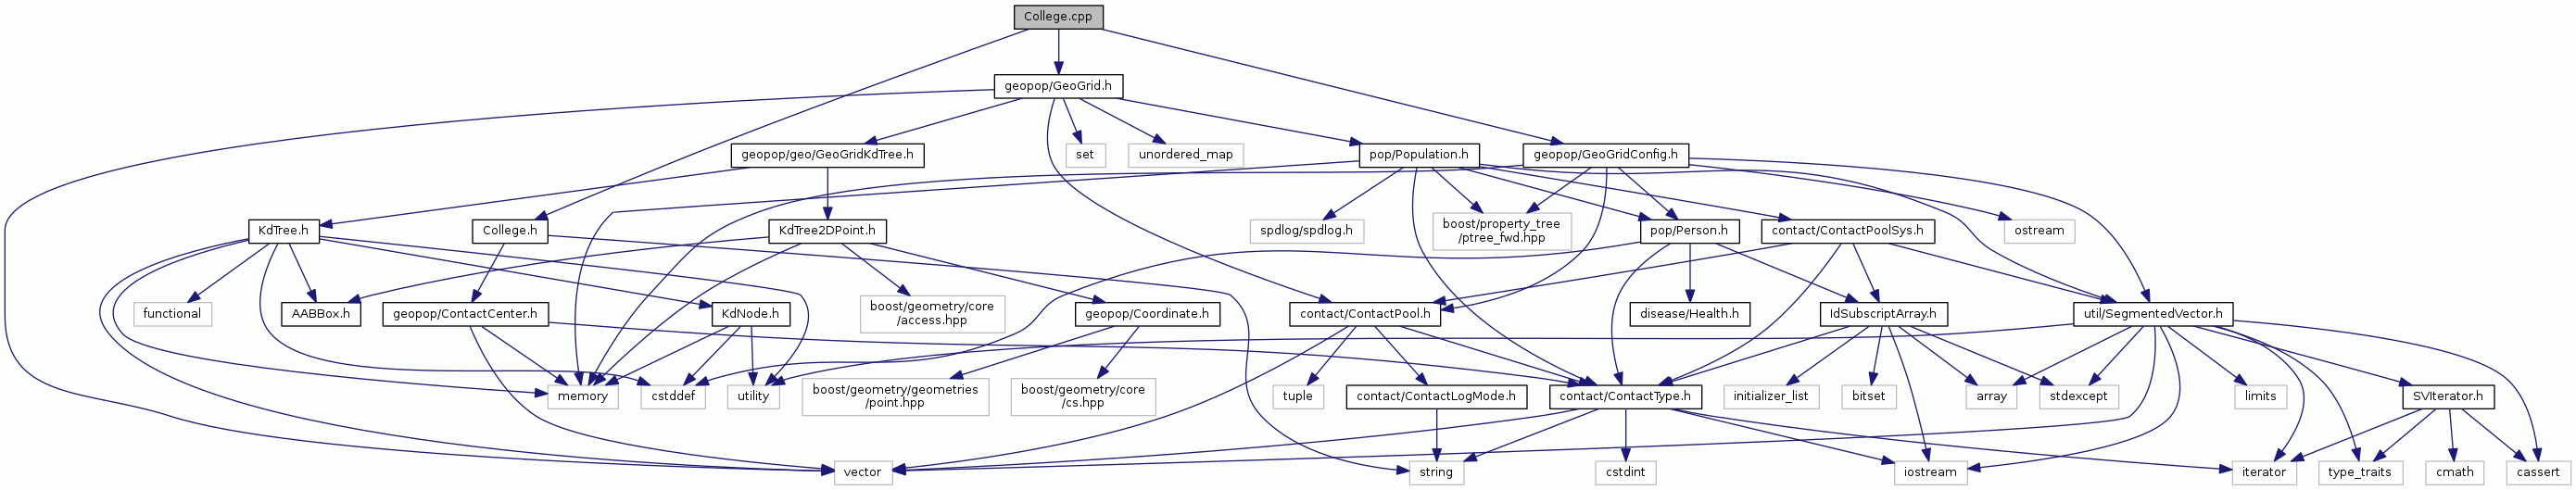 College.cpp
geopop/GeoGrid.h
geopop/geo/GeoGridKdTree.h
set
unordered_map
pop/Population.h
geopop/GeoGridConfig.h
KdTree.h
College.h
KdTree2DPoint.h
spdlog/spdlog.h
boost/property_tree
/ptree_fwd.hpp
pop/Person.h
contact/ContactPoolSys.h
ostream
functional
AABBox.h
geopop/ContactCenter.h
KdNode.h
boost/geometry/core
/access.hpp
geopop/Coordinate.h
contact/ContactPool.h
disease/Health.h
IdSubscriptArray.h
util/SegmentedVector.h
memory
cstddef
utility
boost/geometry/geometries
/point.hpp
boost/geometry/core
/cs.hpp
tuple
contact/ContactLogMode.h
contact/ContactType.h
initializer_list
bitset
array
stdexcept
limits
SVIterator.h
vector
string
cstdint
iostream
iterator
type_traits
cmath
cassert